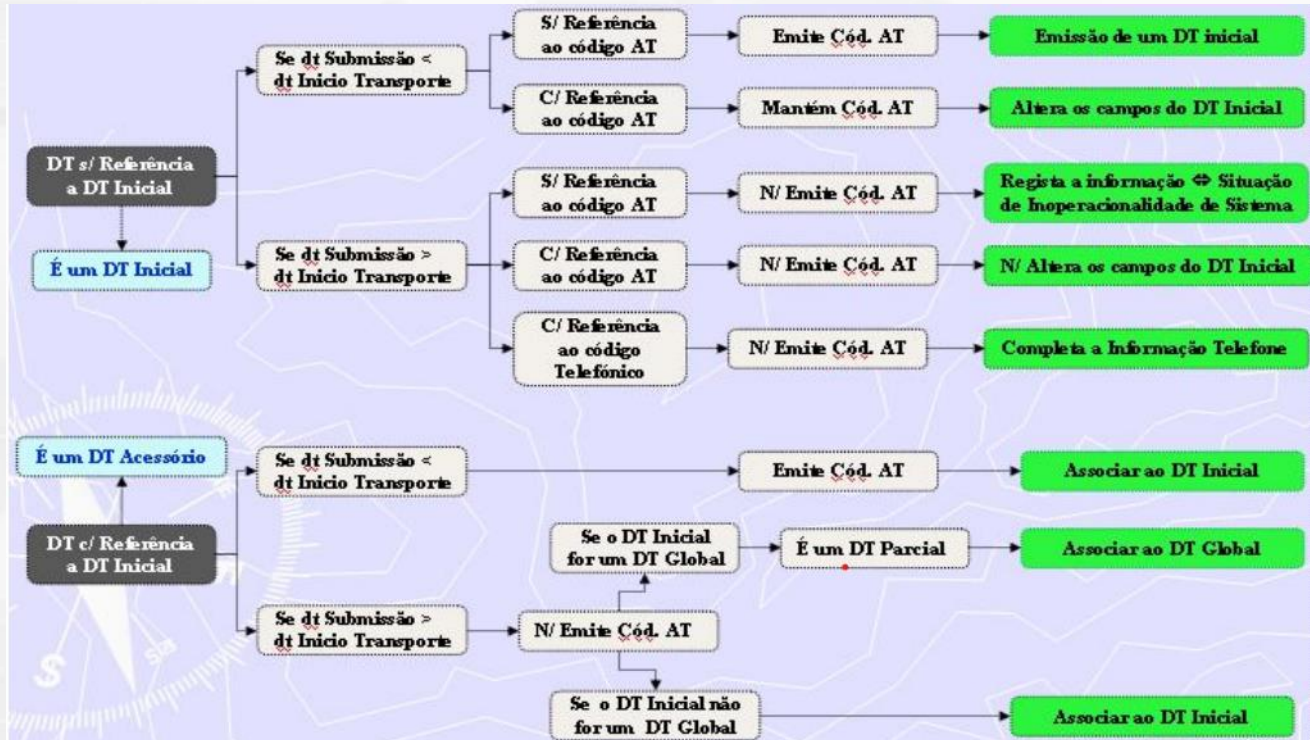 S/ Referência
ao código AT
Emite Cód. AT
Emissão de um DT inicial
Se dt Submissão <
dt Inicio Transporte
C/ Referência
ao código AT
Mantém Cód. AT
Altera os campos do DT Inicial
DT s/ Referência
a DT Inicial
S/ Referência
ao código AT
N/ Emite Cód. AT
Regista a informação ⇔ Situação
de Inoperacionalidade de Sistema
É um DT Inicial
Se dt Submissão >
dt Inicio Transporte
C/ Referência
ao código AT
N/ Emite Cód. AT
N/ Altera os campos do DT Inicial
C/ Referência
ao código
Telefónico
N/ Emite Cód. AT
Completa a Informação Telefone
É um DT Acessório
Se dt Submissão <
dt Inicio Transporte
Emite Cód. AT
Associar ao DT Inicial
DT c/ Referência
a DT Inicial
Se o DT Inicial
for um DT Global
É um DT Parcial
Associar ao DT Global
Se dt Submissão >
dt Inicio Transporte
N/ Emite Cód. AT
Se o DT Inicial não
for um DT Global
Associar ao DT Inicial
S